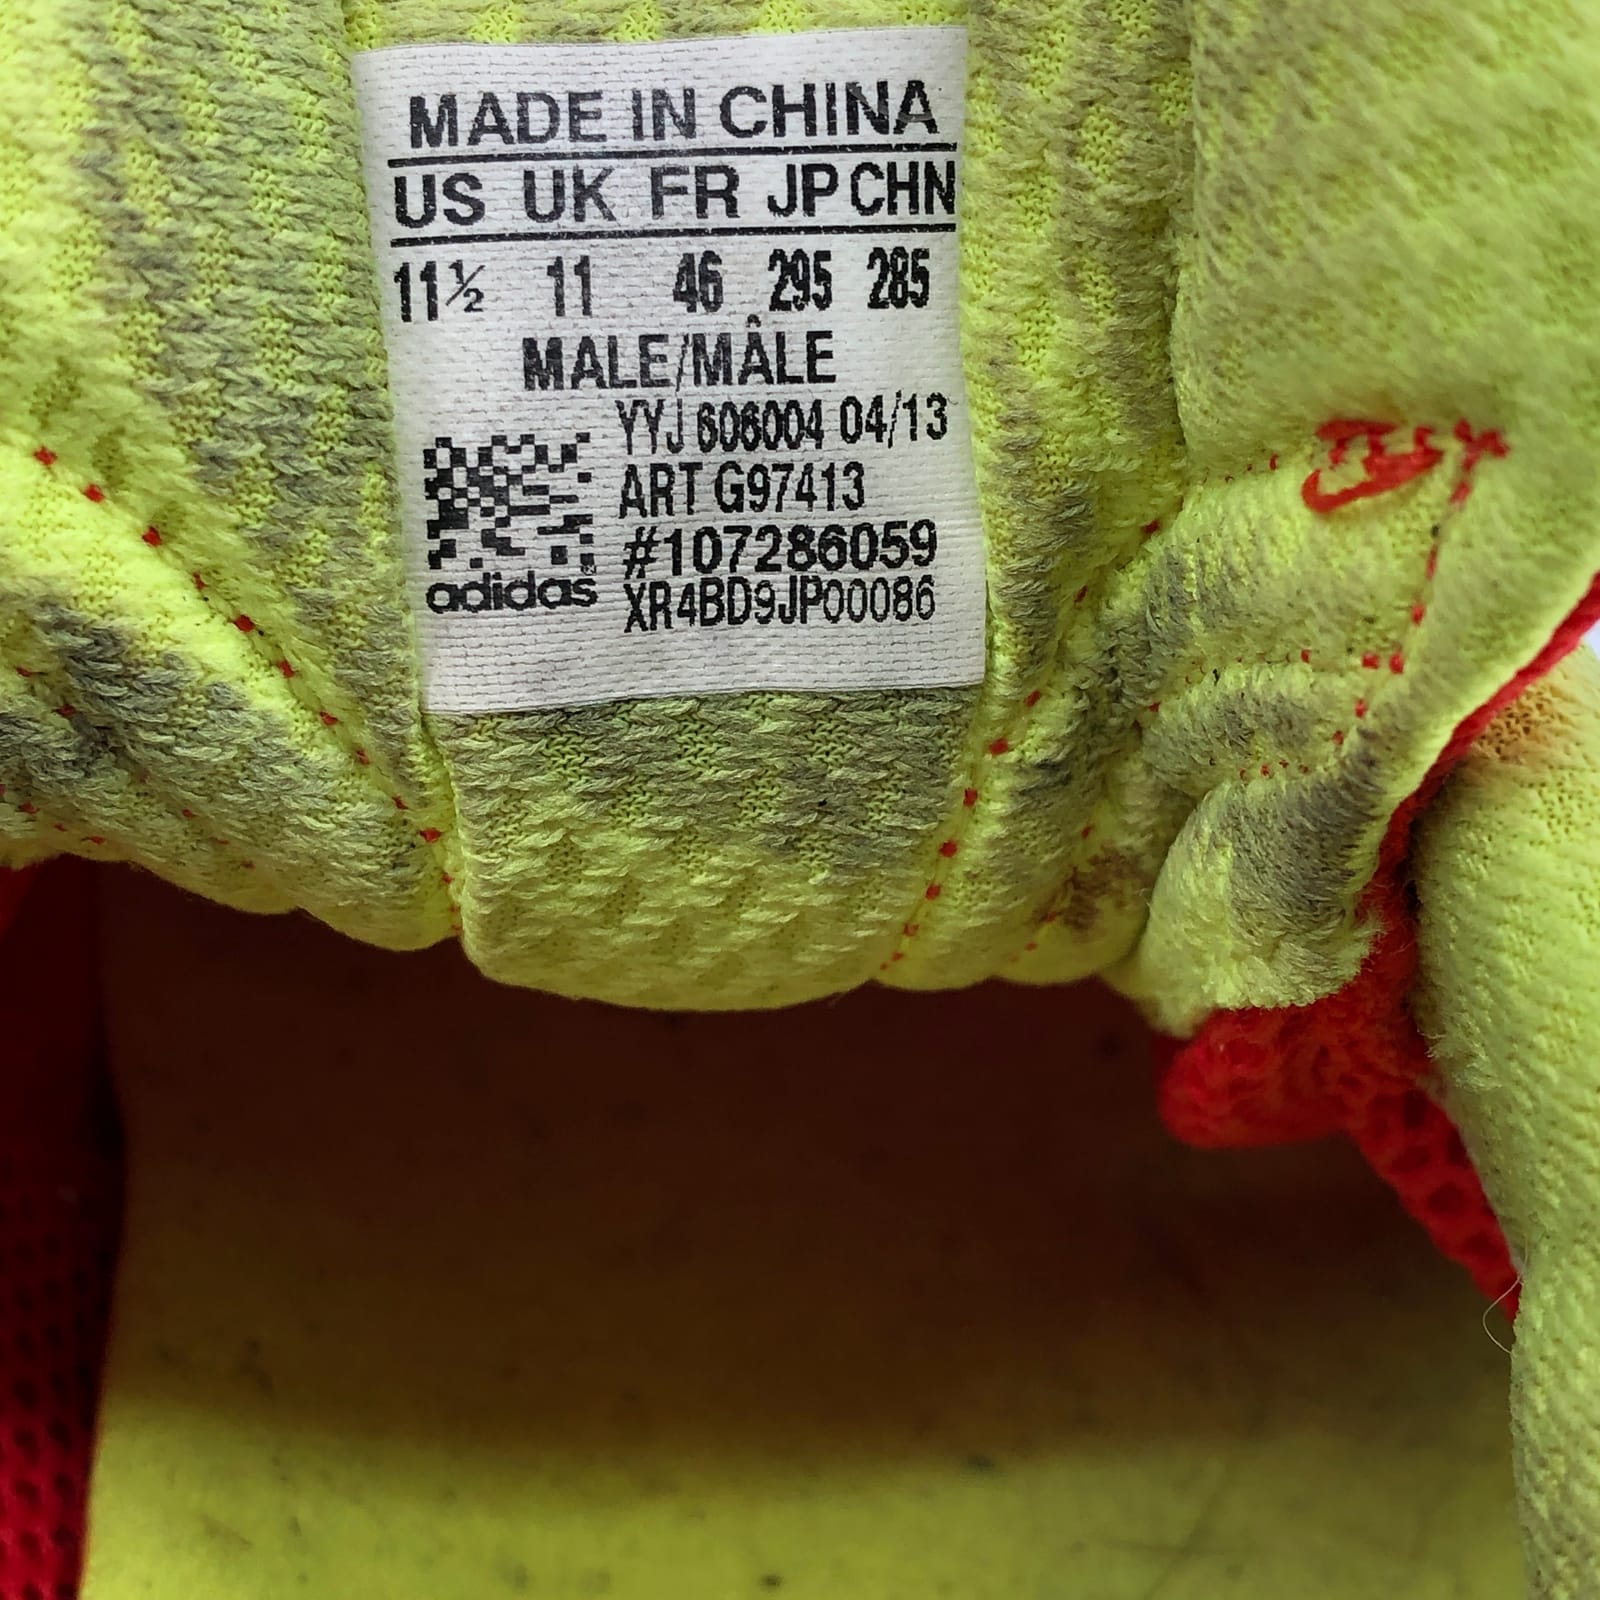 MADE IN CHINA
US UK FR JP CHN
11½ 11 46 295 285
MALE/MÂLE
YYJ 606004 04/13
ART G97413
#107286059
adidas
XR4BD9JP00086